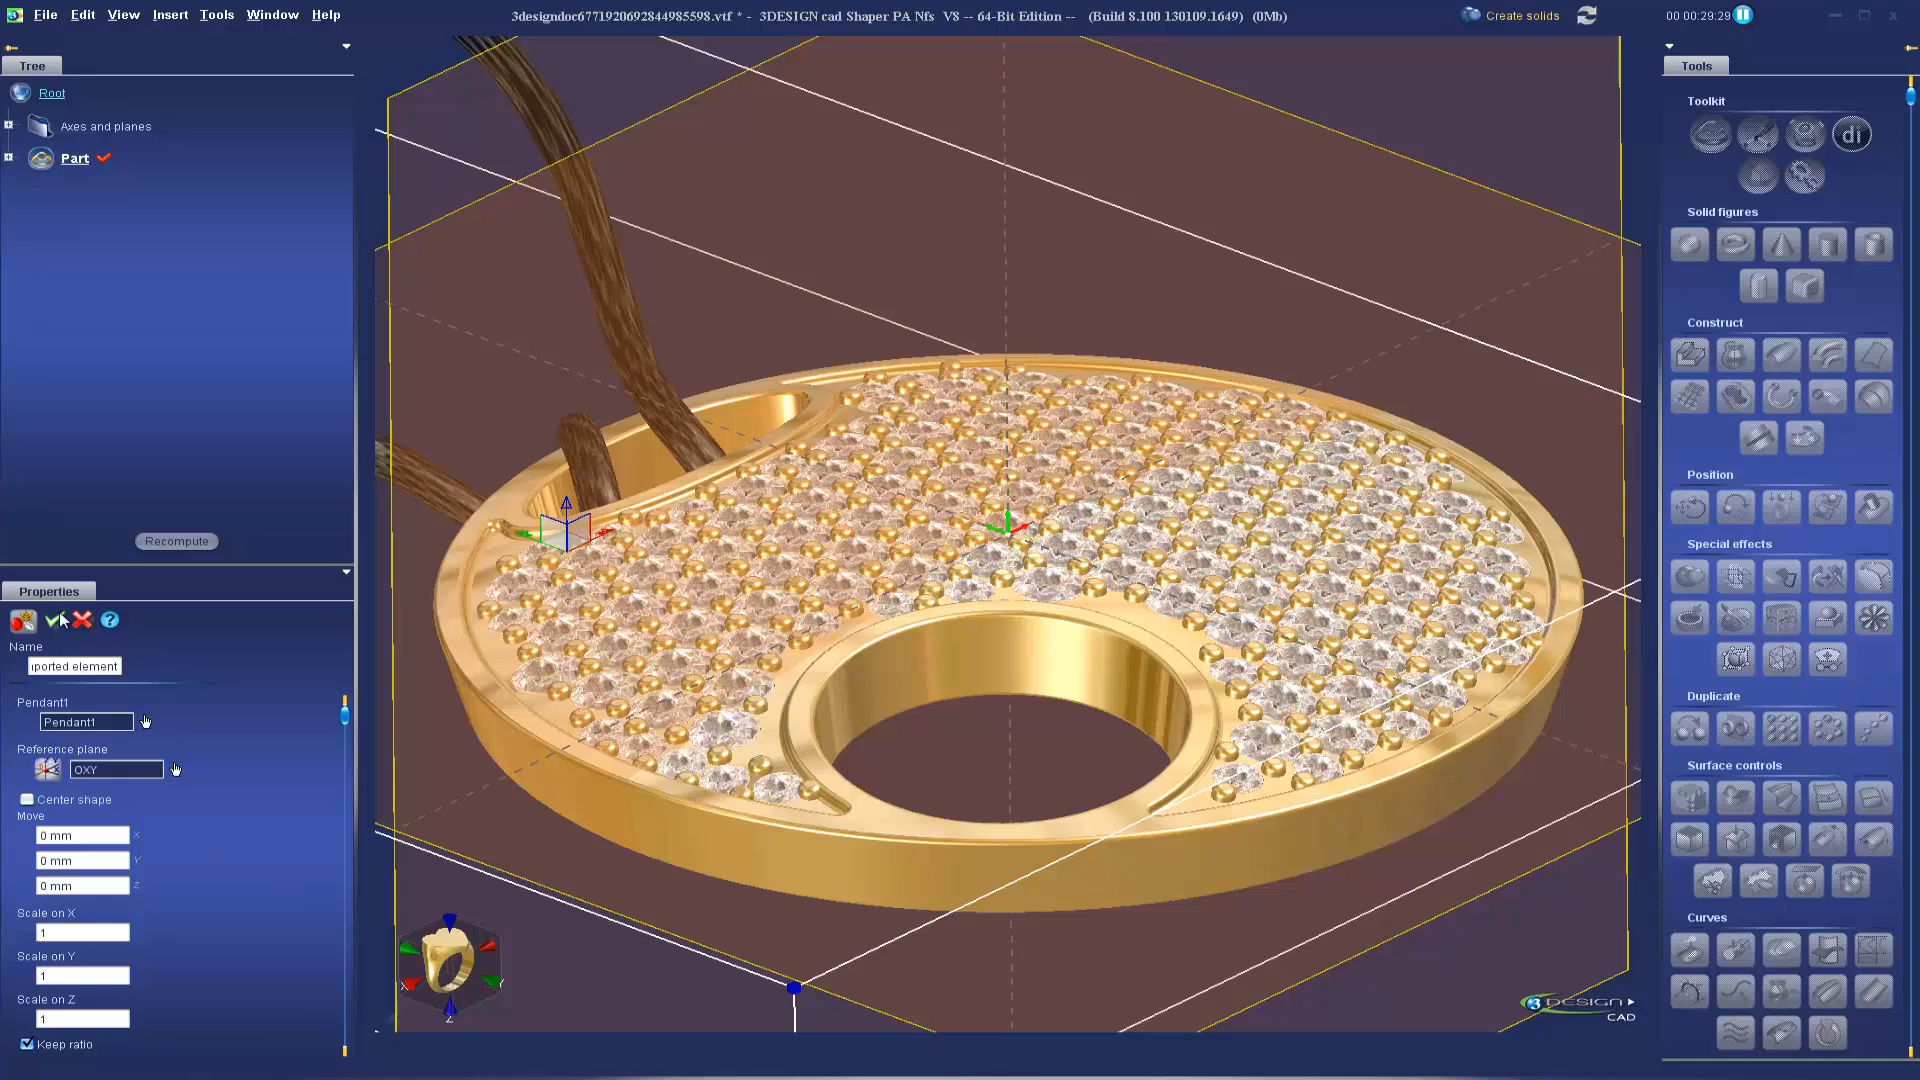 File Edit View Insert Tools Window Help
3designdoc6771920692844985598.vtf * - 3DESIGN cad Shaper PA Nfs V8 -- 64-Bit Edition -- (Build 8.100 130109.1649) (0Mb)
Create solids
00 00:29:29
Tree
Root
Axes and planes
Part
Recompute
Properties
Name
ported element
Pendant1
Pendant1
Reference plane
OXY
Center shape
Move
0 mm X
0 mm Y
0 mm Z
Scale on X
1
Scale on Y
1
Scale on Z
1
Keep ratio
X
Y
Z
3DESIGN
CAD
Tools
Toolkit
di
Solid figures
Construct
Position
Special effects
Duplicate
Surface controls
Curves